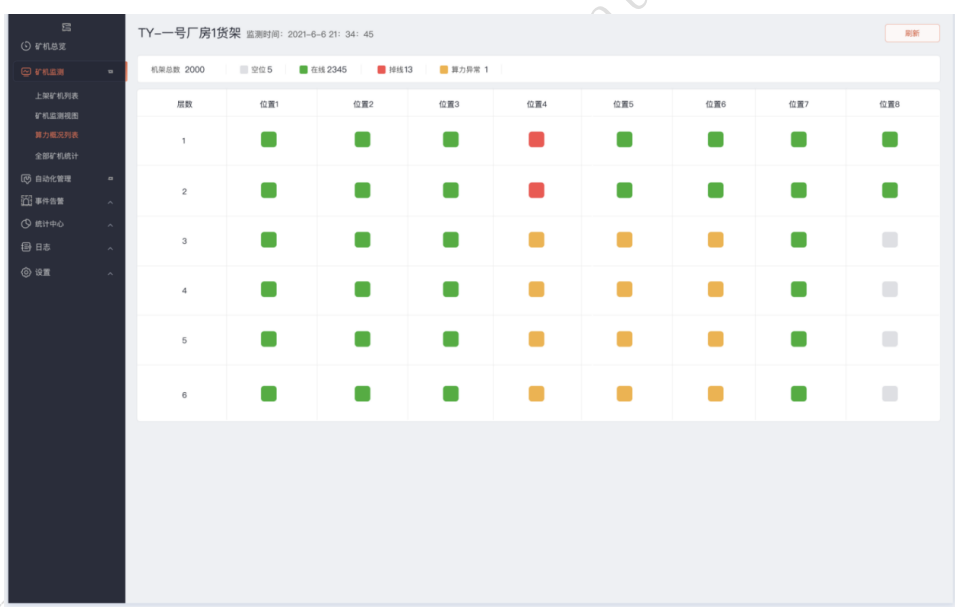 矿机总览
矿机监测
上架矿机列表
矿机监测视图
算力概况列表
全部矿机统计
自动化管理
事件告警
统计中心
日志
设置
TY-一号厂房1货架 监测时间: 2021-6-6 21: 34: 45
刷新
机架总数 2000 空位 5 在线 2345 掉线13 算力异常 1
层数 位置1 位置2 位置3 位置4 位置5 位置6 位置7 位置8
1
2
3
4
5
6